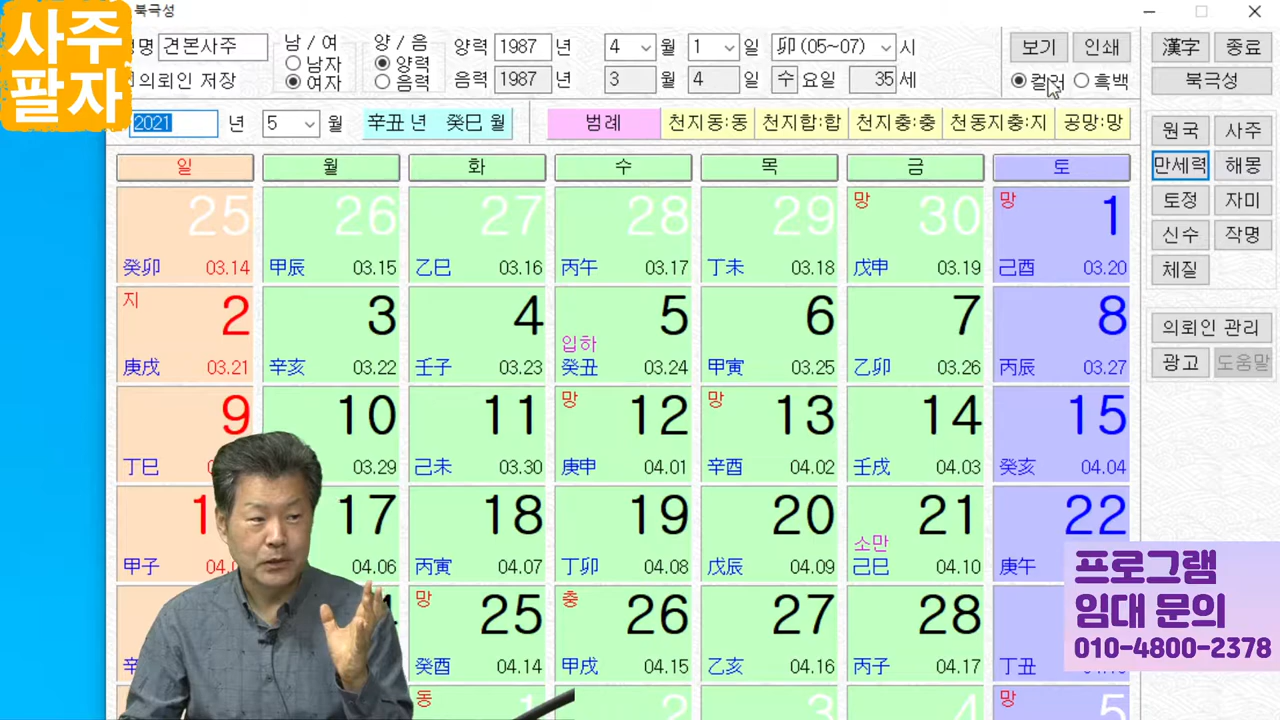 북극성
사주
팔자
명 견본사주 남 / 여 양 / 음 양력 1987 년 4 월 1 일 卯 (05~07) 시 보기 인쇄 漢字 종료
의뢰인 저장 남자 여자 양력 음력 음력 1987 년 3 월 4 일 수 요일 35 세 컬러 흑백 북극성
2021 년 5 월 辛丑 년 癸巳 월 범례 천지동:동 천지합:합 천지충:충 천동지충:지 공망:망 원국 사주
일 월 화 수 목 금 토 만세력 해몽
25 26 27 28 29 망 30 망 1 토정 자미
신수 작명
癸卯 03.14 甲辰 03.15 乙巳 03.16 丙午 03.17 丁未 03.18 戊申 03.19 己酉 03.20 체질
지 2 3 4 5 6 7 8 의뢰인 관리
입하
庚戌 03.21 辛亥 03.22 壬子 03.23 癸丑 03.24 甲寅 03.25 乙卯 03.26 丙辰 03.27 광고 도움말
9 10 11 망 12 망 13 14 15
丁巳 03.29 己未 03.30 庚申 04.01 辛酉 04.02 壬戌 04.03 癸亥 04.04
17 18 19 20 21 22
소만
甲子 04.06 丙寅 04.07 丁卯 04.08 戊辰 04.09 己巳 04.10 庚午
망 25 충 26 27 28
癸酉 04.14 甲戌 04.15 乙亥 04.16 丙子 04.17 丁丑
동 2 3 4 망 5
프로그램
임대 문의
010-4800-2378